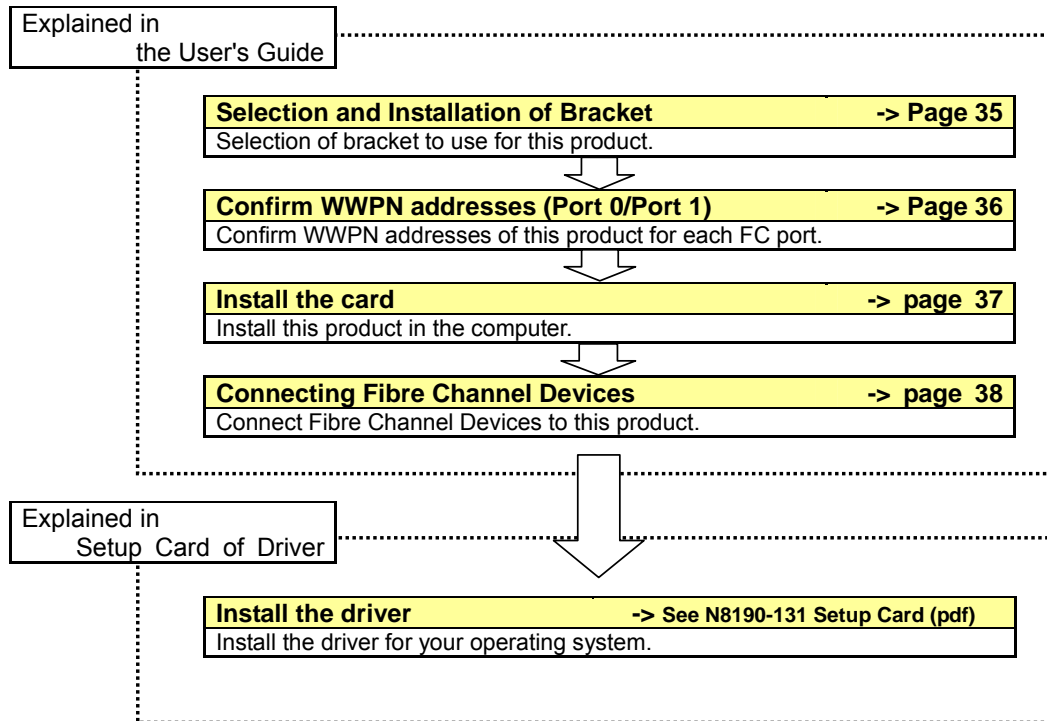 Explained in
the User's Guide
Selection and Installation of Bracket -> Page 35
Selection of bracket to use for this product.
Confirm WWPN addresses (Port 0/Port 1) -> Page 36
Confirm WWPN addresses of this product for each FC port.
Install the card -> page 37
Install this product in the computer.
Connecting Fibre Channel Devices -> page 38
Connect Fibre Channel Devices to this product.
Explained in
Setup Card of Driver
Install the driver -> See N8190-131 Setup Card (pdf)
Install the driver for your operating system.